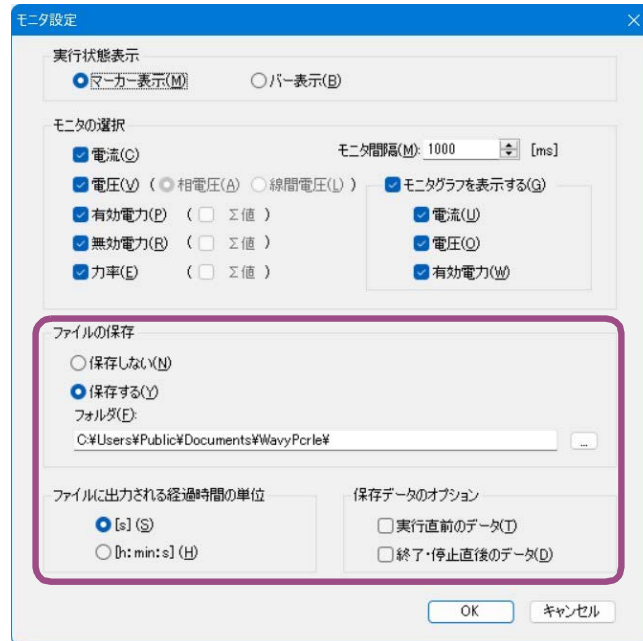 モニタ設定
実行状態表示
マーカー表示(M) バー表示(B)
モニタの選択
電流(C) モニタ間隔(M): 1000 [ms]
電圧(V) ( 相電圧(A) 線間電圧(L) ) モニタグラフを表示する(G)
有効電力(P) ( Σ値 ) 電流(U)
無効電力(R) ( Σ値 ) 電圧(O)
力率(E) ( Σ値 ) 有効電力(W)
ファイルの保存
保存しない(N)
保存する(Y)
フォルダ(F):
C:¥Users¥Public¥Documents¥WavyPcrle¥ ...
ファイルに出力される経過時間の単位 保存データのオプション
[s] (S) 実行直前のデータ(T)
[h: min: s] (H) 終了・停止直後のデータ(D)
OK キャンセル